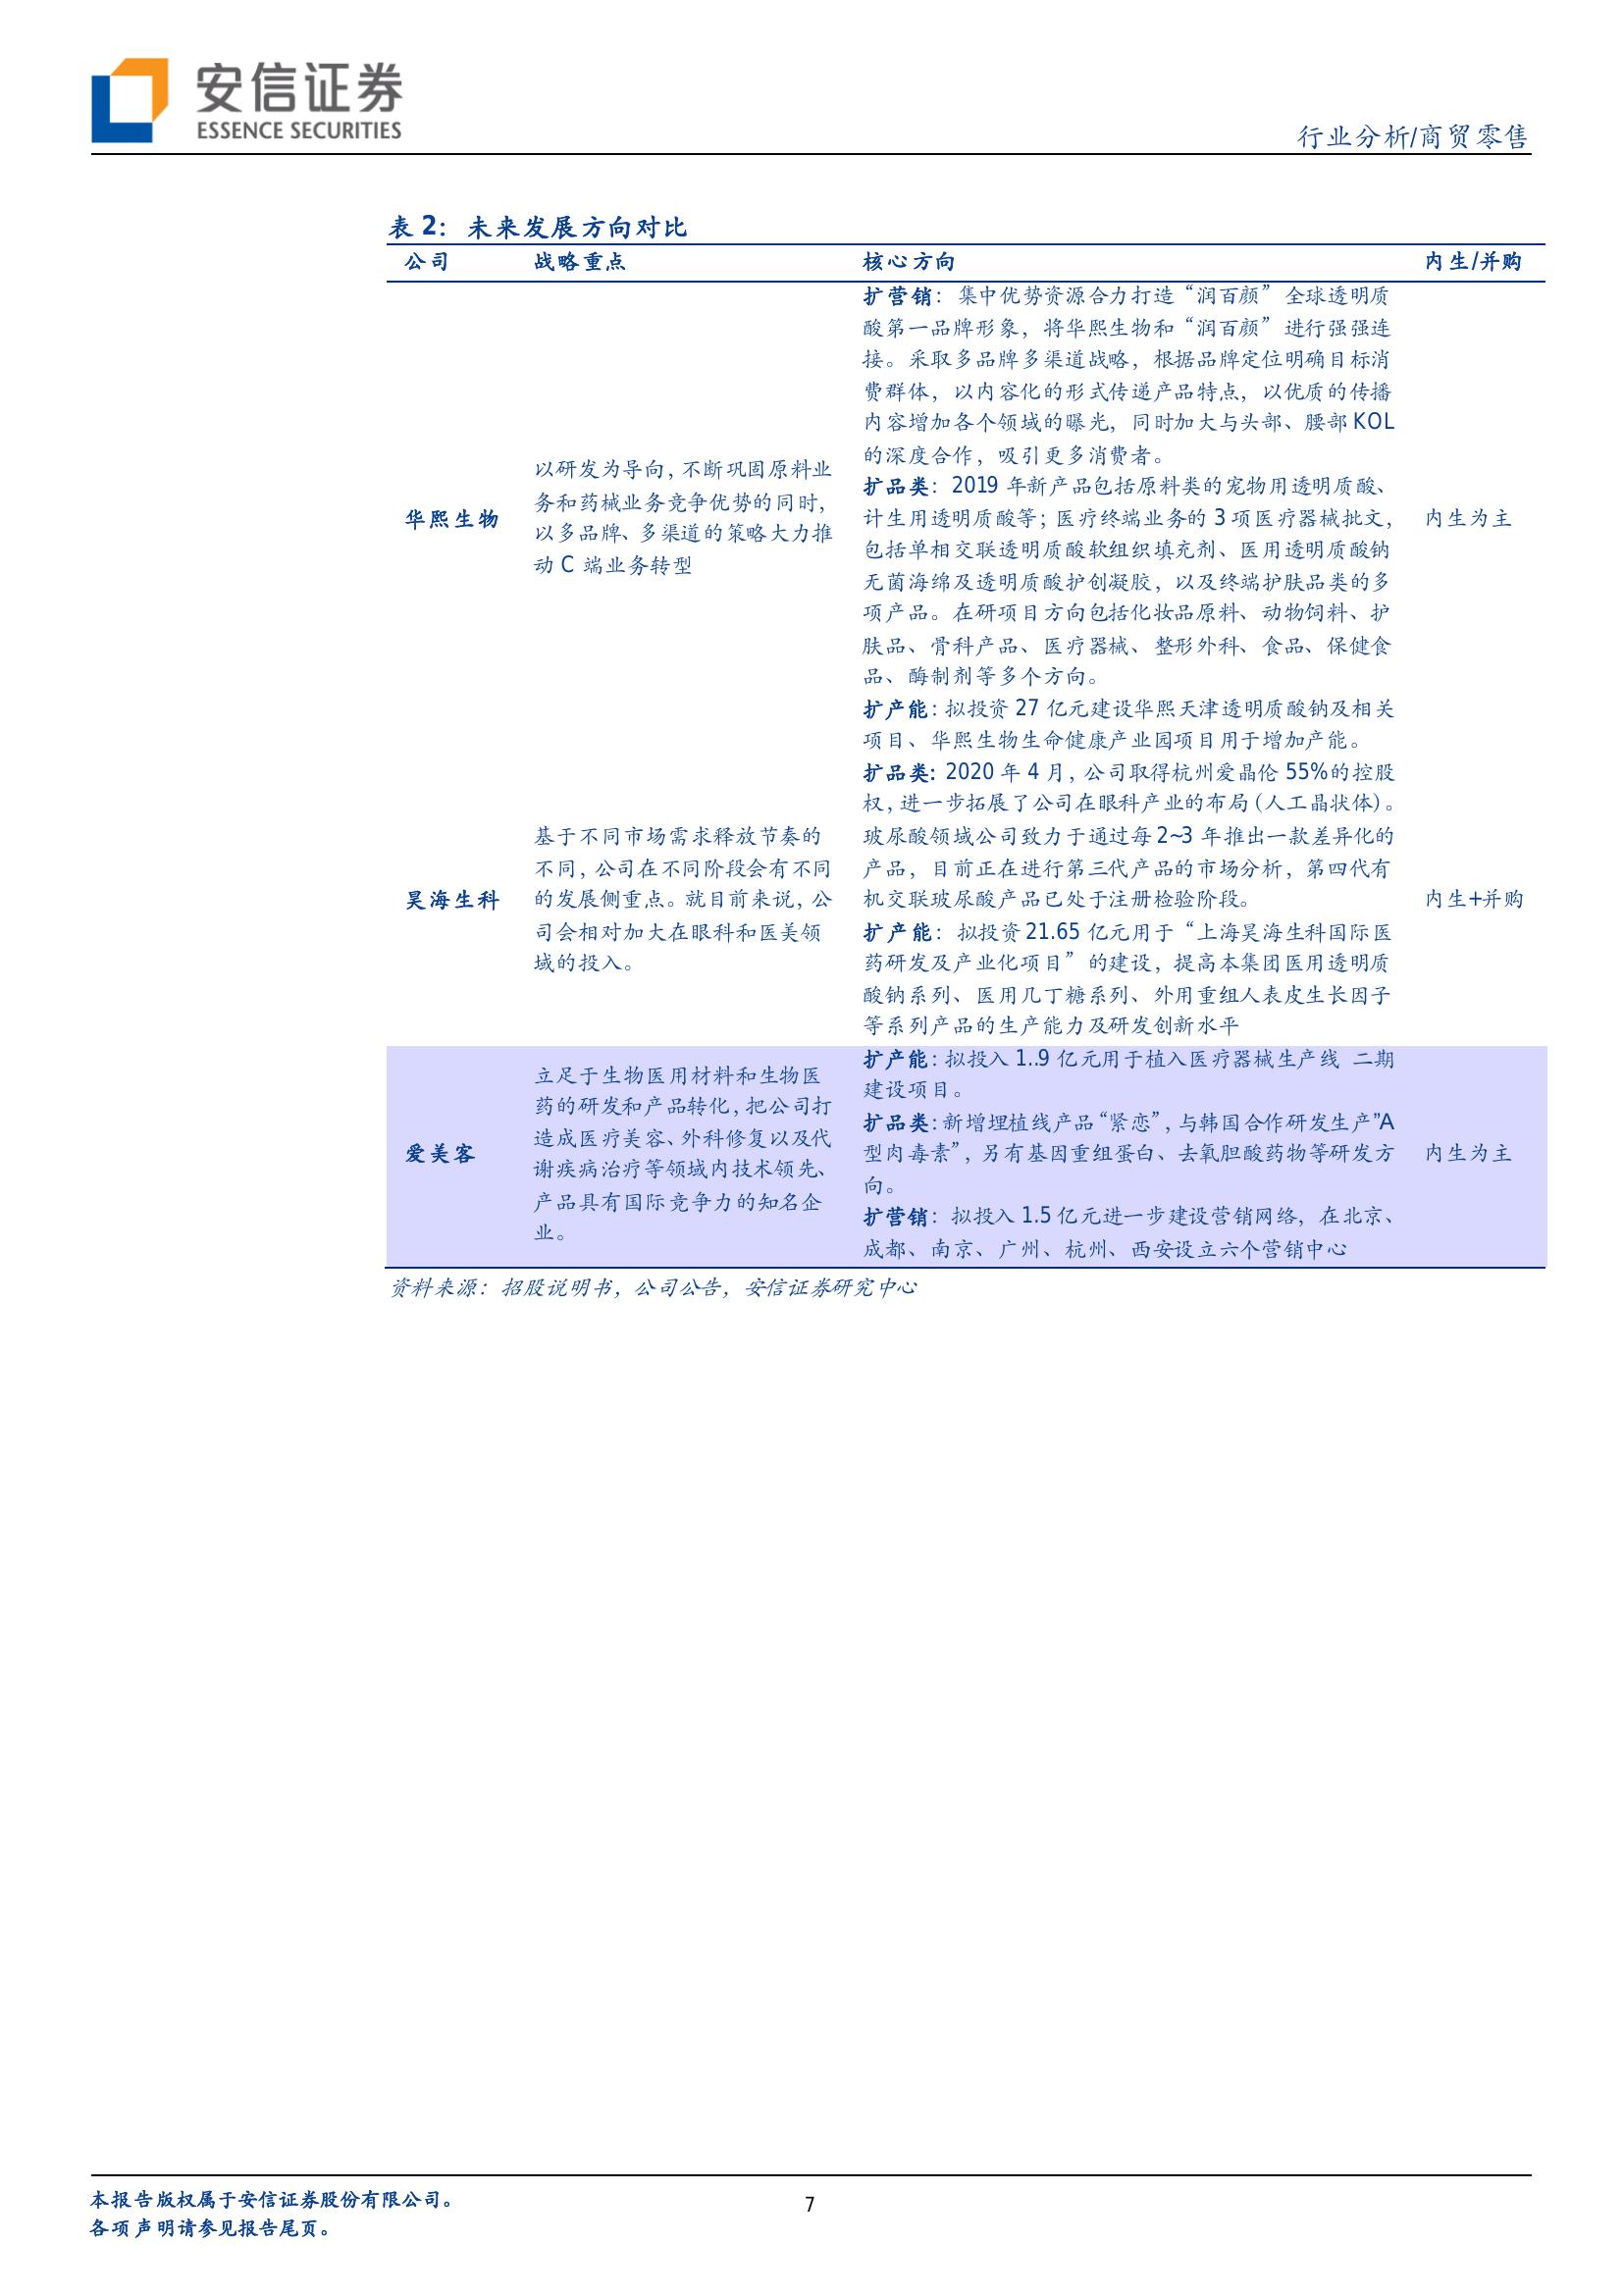 安信证券
ESSENCE SECURITIES
行业分析/商贸零售
表 2：未来发展方向对比
公司 战略重点 核心方向 内生/并购
华熙生物
以研发为导向，不断巩固原料业
务和药械业务竞争优势的同时，
以多品牌、多渠道的策略大力推
动 C 端业务转型
扩营销：集中优势资源合力打造“润百颜”全球透明质
酸第一品牌形象，将华熙生物和“润百颜”进行强强连
接。采取多品牌多渠道战略，根据品牌定位明确目标消
费群体，以内容化的形式传递产品特点，以优质的传播
内容增加各个领域的曝光，同时加大与头部、腰部 KOL
的深度合作，吸引更多消费者。
扩品类：2019 年新产品包括原料类的宠物用透明质酸、
计生用透明质酸等；医疗终端业务的 3 项医疗器械批文，
包括单相交联透明质酸软组织填充剂、医用透明质酸钠
无菌海绵及透明质酸护创凝胶，以及终端护肤品类的多
项产品。在研项目方向包括化妆品原料、动物饲料、护
肤品、骨科产品、医疗器械、整形外科、食品、保健食
品、酶制剂等多个方向。
扩产能：拟投资 27 亿元建设华熙天津透明质酸钠及相关
项目、华熙生物生命健康产业园项目用于增加产能。
内生为主
昊海生科
基于不同市场需求释放节奏的
不同，公司在不同阶段会有不同
的发展侧重点。就目前来说，公
司会相对加大在眼科和医美领
域的投入。
扩品类：2020 年 4 月，公司取得杭州爱晶伦 55%的控股
权，进一步拓展了公司在眼科产业的布局（人工晶状体）。
玻尿酸领域公司致力于通过每 2~3 年推出一款差异化的
产品，目前正在进行第三代产品的市场分析，第四代有
机交联玻尿酸产品已处于注册检验阶段。
扩产能：拟投资 21.65 亿元用于“上海昊海生科国际医
药研发及产业化项目”的建设，提高本集团医用透明质
酸钠系列、医用几丁糖系列、外用重组人表皮生长因子
等系列产品的生产能力及研发创新水平
内生+并购
爱美客
立足于生物医用材料和生物医
药的研发和产品转化，把公司打
造成医疗美容、外科修复以及代
谢疾病治疗等领域内技术领先、
产品具有国际竞争力的知名企
业。
扩产能：拟投入 1..9 亿元用于植入医疗器械生产线 二期
建设项目。
扩品类：新增埋植线产品“紧恋”，与韩国合作研发生产”A
型肉毒素”，另有基因重组蛋白、去氧胆酸药物等研发方
向。
扩营销：拟投入 1.5 亿元进一步建设营销网络，在北京、
成都、南京、广州、杭州、西安设立六个营销中心
内生为主
资料来源：招股说明书，公司公告，安信证券研究中心
本报告版权属于安信证券股份有限公司。
各项声明请参见报告尾页。
7